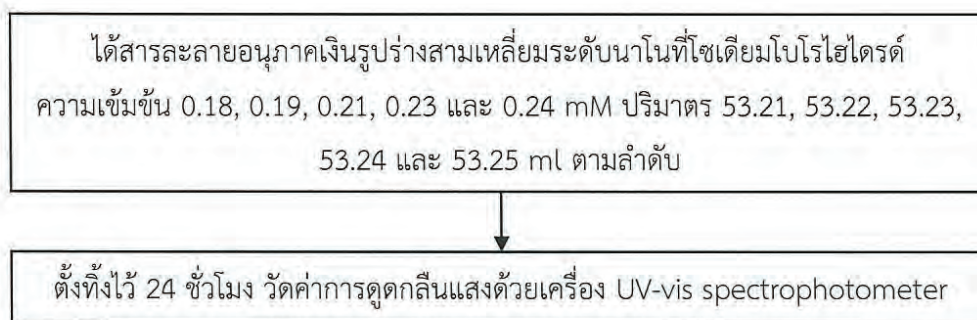 ได้สารละลายอนุภาคเงินรูปร่างสามเหลี่ยมระดับนาโนที่โซเดียมโบโรไฮไดรด์
ความเข้มข้น 0.18, 0.19, 0.21, 0.23 และ 0.24 mM ปริมาตร 53.21, 53.22, 53.23,
53.24 และ 53.25 ml ตามลำดับ
ตั้งทิ้งไว้ 24 ชั่วโมง วัดค่าการดูดกลืนแสงด้วยเครื่อง UV-vis spectrophotometer